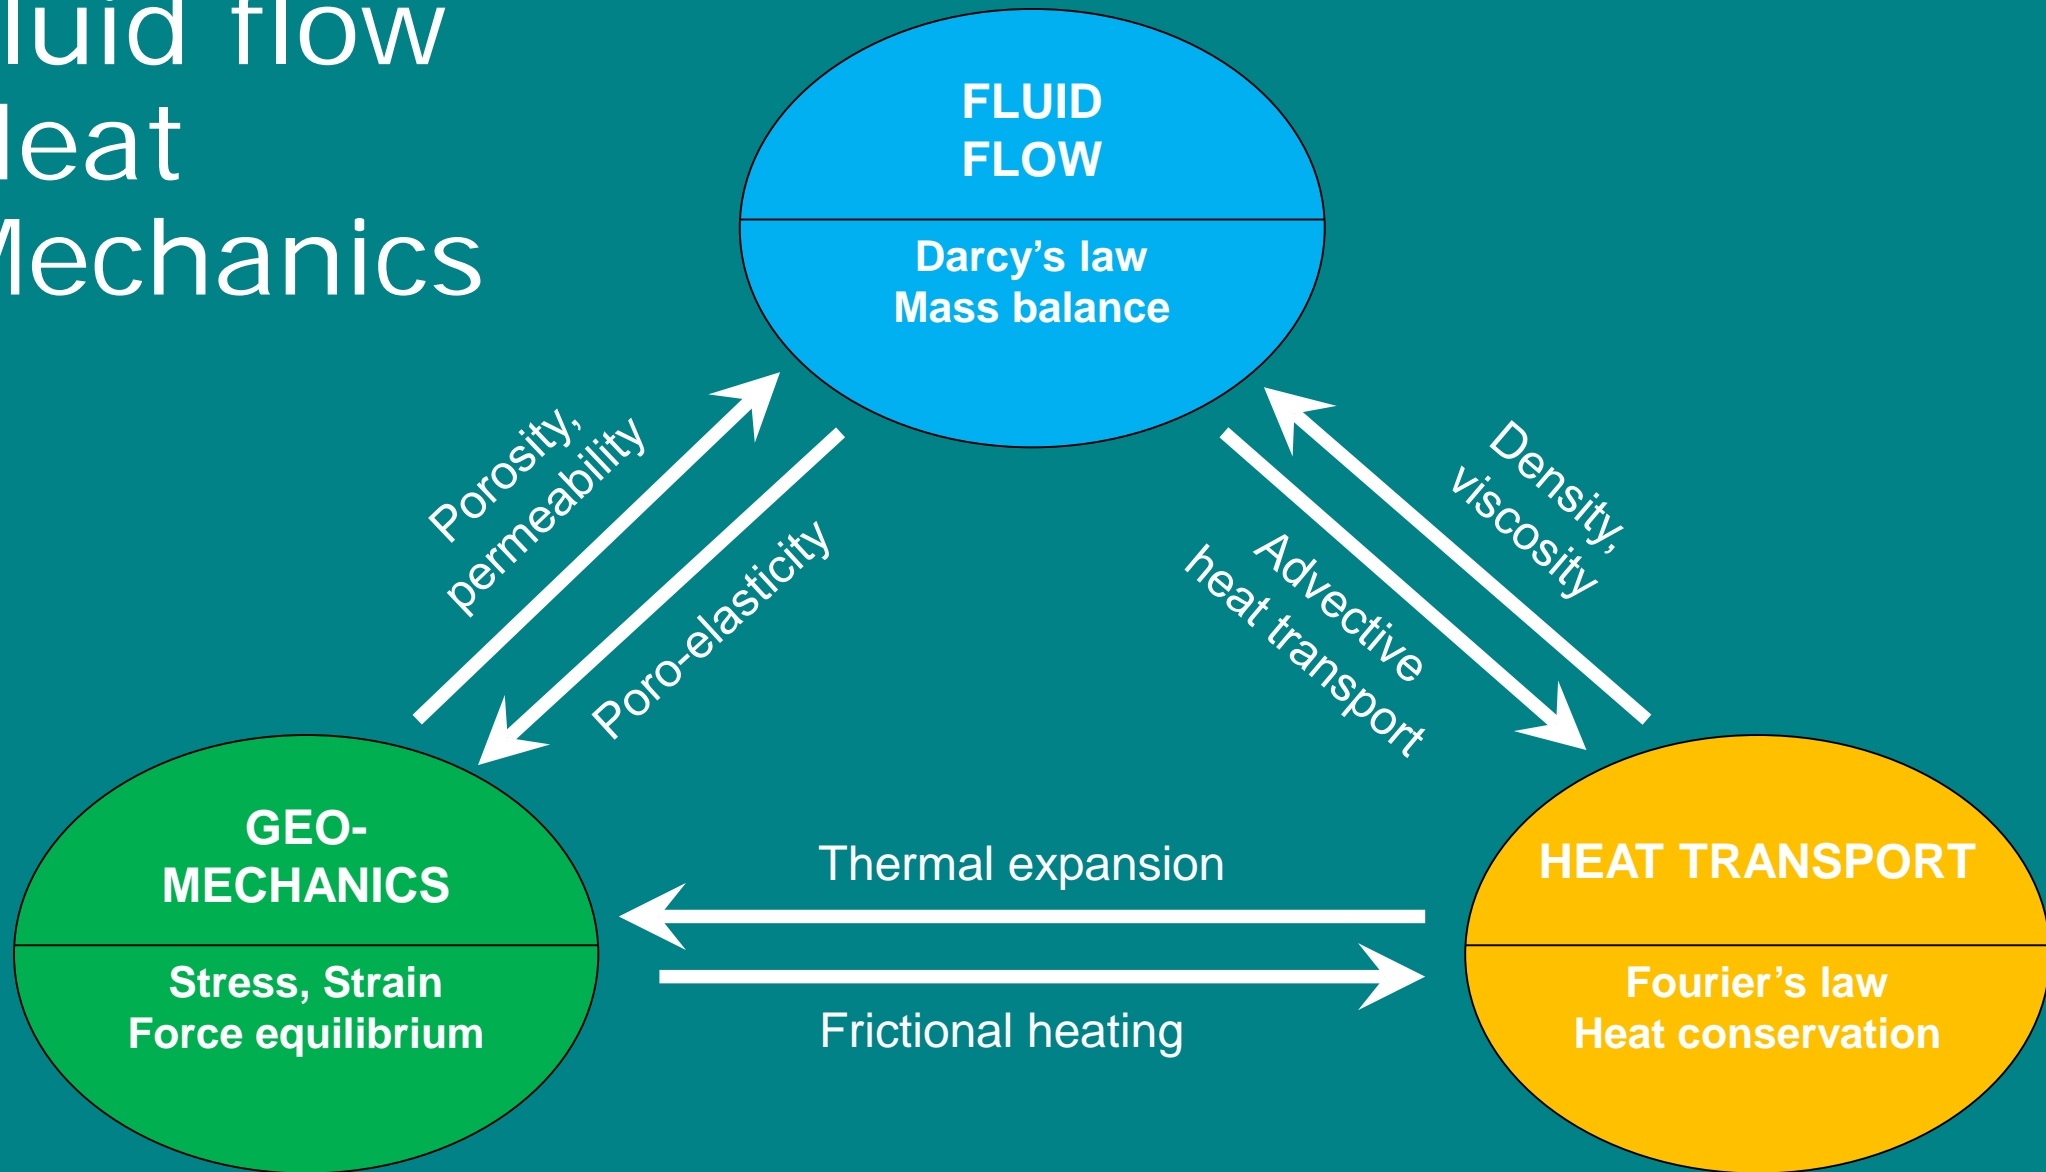 luid flow
Heat
Mechanics
FLUID
FLOW
Darcy’s law
Mass balance
Porosity,
permeability
Poro-elasticity
Density,
viscosity
Advective
heat transport
GEO-
MECHANICS
Stress, Strain
Force equilibrium
Thermal expansion
Frictional heating
HEAT TRANSPORT
Fourier’s law
Heat conservation